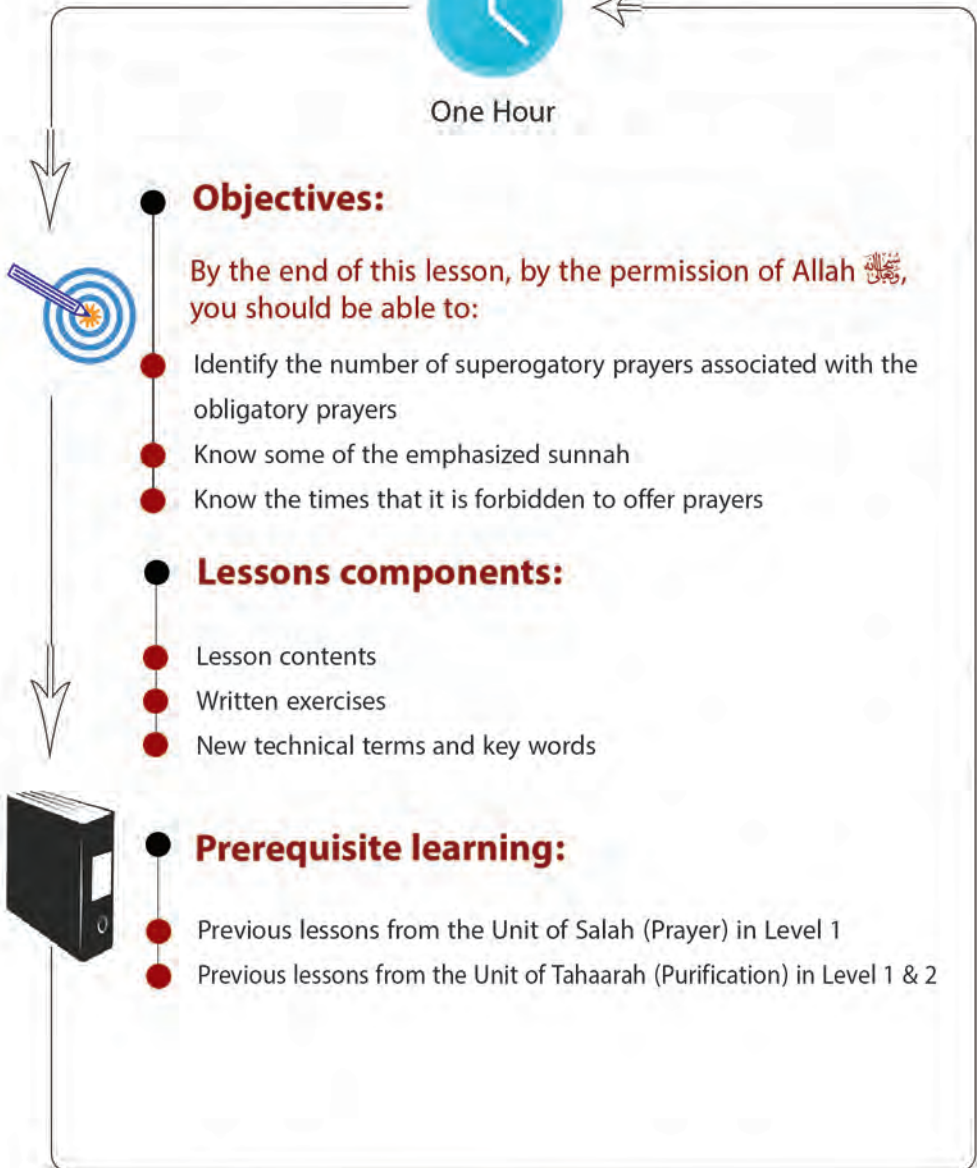 One Hour
Objectives:
By the end of this lesson, by the permission of Allah سُبْحَانَهُ وَتَعَالَىٰ,
you should be able to:
Identify the number of superogatory prayers associated with the
obligatory prayers
Know some of the emphasized sunnah
Know the times that it is forbidden to offer prayers
Lessons components:
Lesson contents
Written exercises
New technical terms and key words
Prerequisite learning:
Previous lessons from the Unit of Salah (Prayer) in Level 1
Previous lessons from the Unit of Tahaarah (Purification) in Level 1 & 2